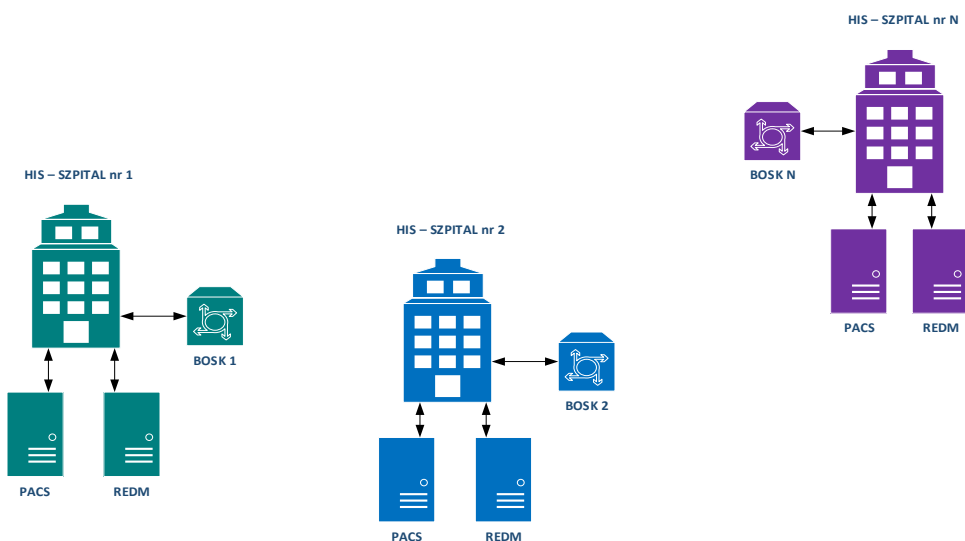 HIS – SZPITAL nr N
BOSK N
PACS
REDM
HIS – SZPITAL nr 1
BOSK 1
PACS
REDM
HIS – SZPITAL nr 2
BOSK 2
PACS
REDM